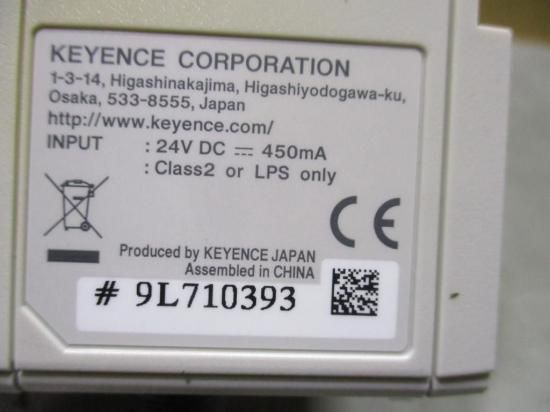 KEYENCE CORPORATION
1-3-14, Higashinakajima, Higashiyodogawa-ku,
Osaka, 533-8555, Japan
http://www.keyence.com/
INPUT : 24V DC ⎓ 450mA
: Class2 or LPS only
CE
Produced by KEYENCE JAPAN
Assembled in CHINA
# 9L710393